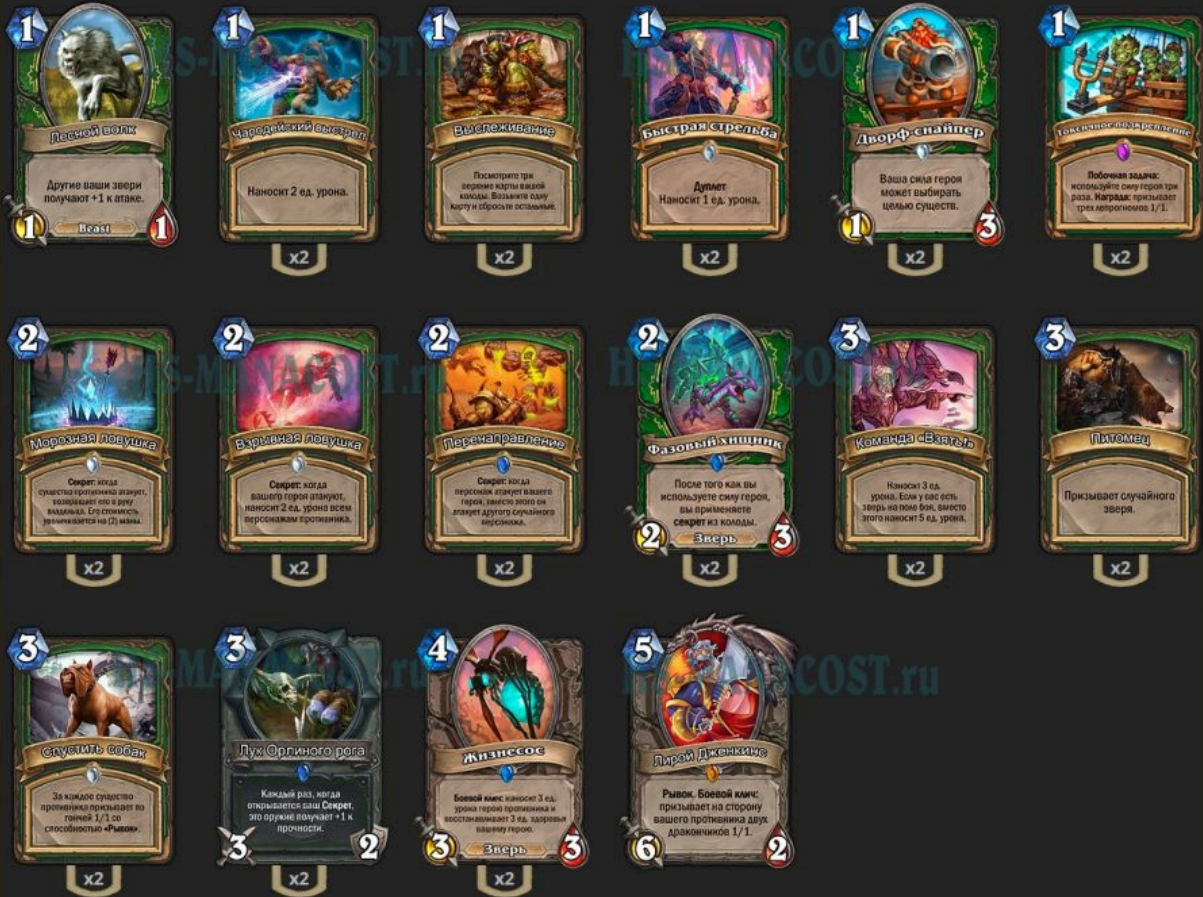 1
Лесной волк
Другие ваши звери
получают +1 к атаке.
1
Beast
1
1
Чародейский выстрел
Наносит 2 ед. урона.
x2
1
Выслеживание
Посмотрите три
верхние карты вашей
колоды. Возьмите одну
карту и сбросьте остальные.
x2
1
Быстрая стрельба
Дуплет
Наносит 1 ед. урона.
x2
1
Дворф-снайпер
Ваша сила героя
может выбирать
целью существ.
1
3
x2
1
Токсичное подкрепление
Побочная задача:
используйте силу героя три
раза. Награда: призывает
трех лепрогномов 1/1.
x2
2
Морозная ловушка
Секрет: когда
существо противника атакует,
возвращает его в руку
владельца. Его стоимость
увеличивается на (2) маны.
x2
2
Взрывная ловушка
Секрет: когда
вашего героя атакуют,
наносит 2 ед. урона всем
персонажам противника.
x2
2
Перенаправление
Секрет: когда
персонаж атакует вашего
героя, вместо этого он
атакует другого случайного
персонажа.
x2
2
Фазовый хищник
После того как вы
используете силу героя,
вы применяете
секрет из колоды.
2
Зверь
3
x2
3
Команда «Взять!»
Наносит 3 ед.
урона. Если у вас есть
зверь на поле боя, вместо
этого наносит 5 ед. урона.
x2
3
Питомец
Призывает случайного
зверя.
x2
3
Спустить собак
За каждое существо
противника призывает по
гончей 1/1 со
способностью «Рывок».
x2
3
Лук Орлиного рога
Каждый раз, когда
открывается ваш Секрет,
это оружие получает +1 к
прочности.
3
2
x2
4
Жизнесос
Боевой клич: наносит 3 ед.
урона герою противника и
восстанавливает 3 ед. здоровья
вашему герою.
3
Зверь
3
x2
5
Лирой Дженкинс
Рывок. Боевой клич:
призывает на сторону
вашего противника двух
дракончиков 1/1.
6
2
HS-MANACOST.ru